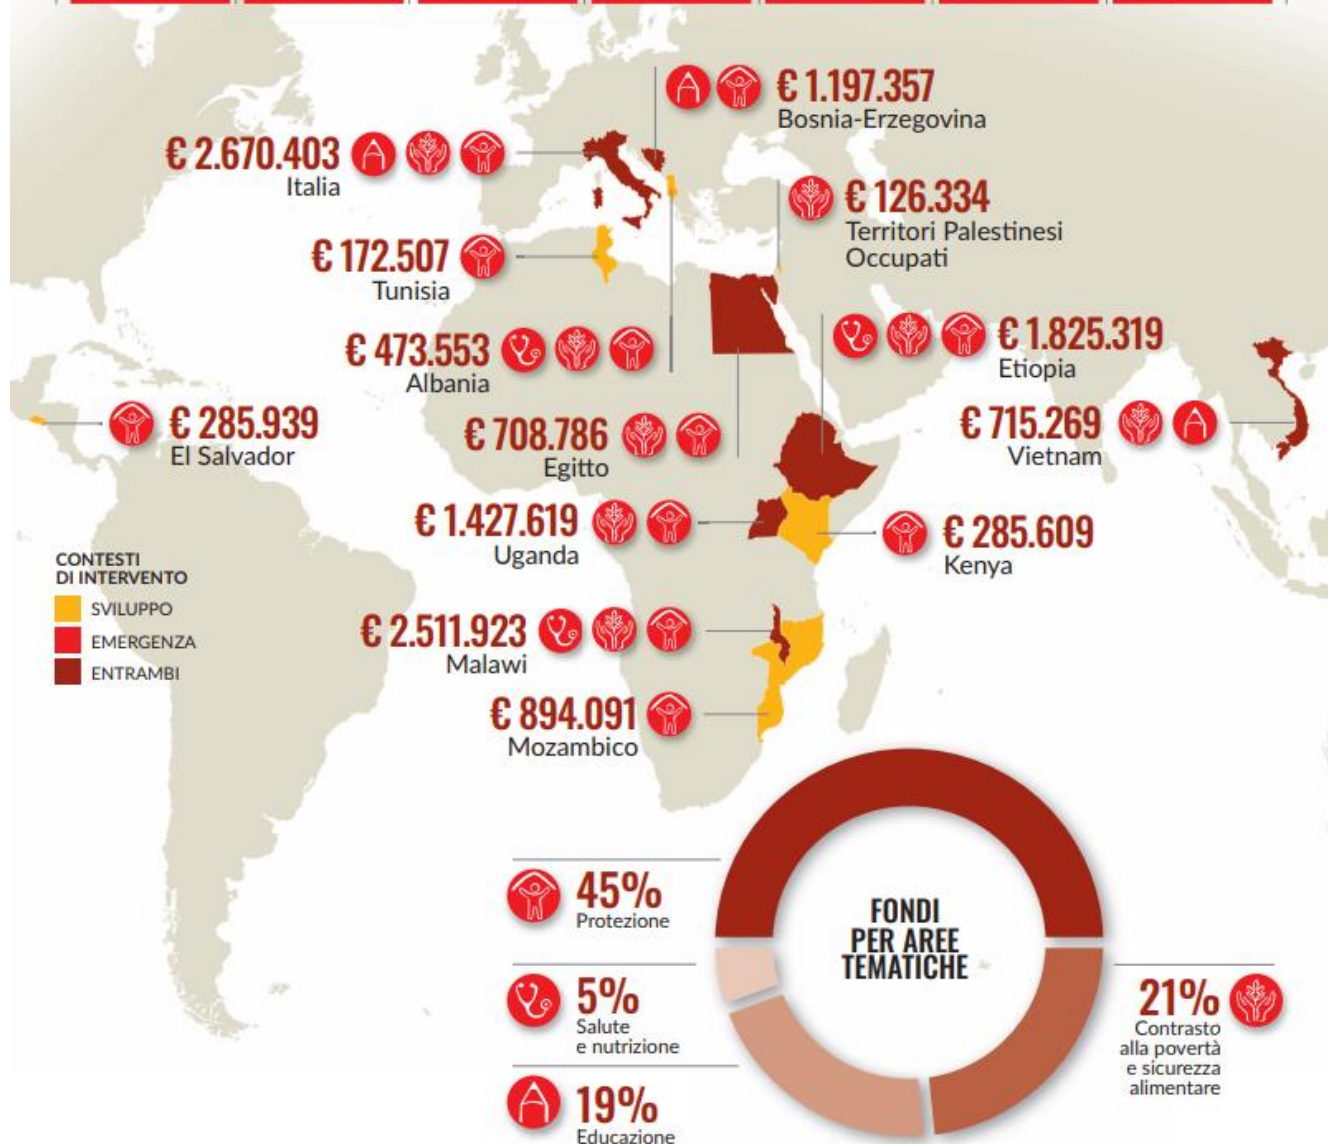 € 1.197.357
Bosnia-Erzegovina
€ 2.670.403
Italia
€ 126.334
Territori Palestinesi
Occupati
€ 172.507
Tunisia
€ 473.553
Albania
€ 1.825.319
Etiopia
€ 285.939
El Salvador
€ 708.786
Egitto
€ 715.269
Vietnam
€ 1.427.619
Uganda
€ 285.609
Kenya
CONTESTI
DI INTERVENTO
SVILUPPO
EMERGENZA
ENTRAMBI
€ 2.511.923
Malawi
€ 894.091
Mozambico
FONDI
PER AREE
TEMATICHE
45%
Protezione
5%
Salute
e nutrizione
19%
Educazione
21%
Contrasto
alla povertà
e sicurezza
alimentare